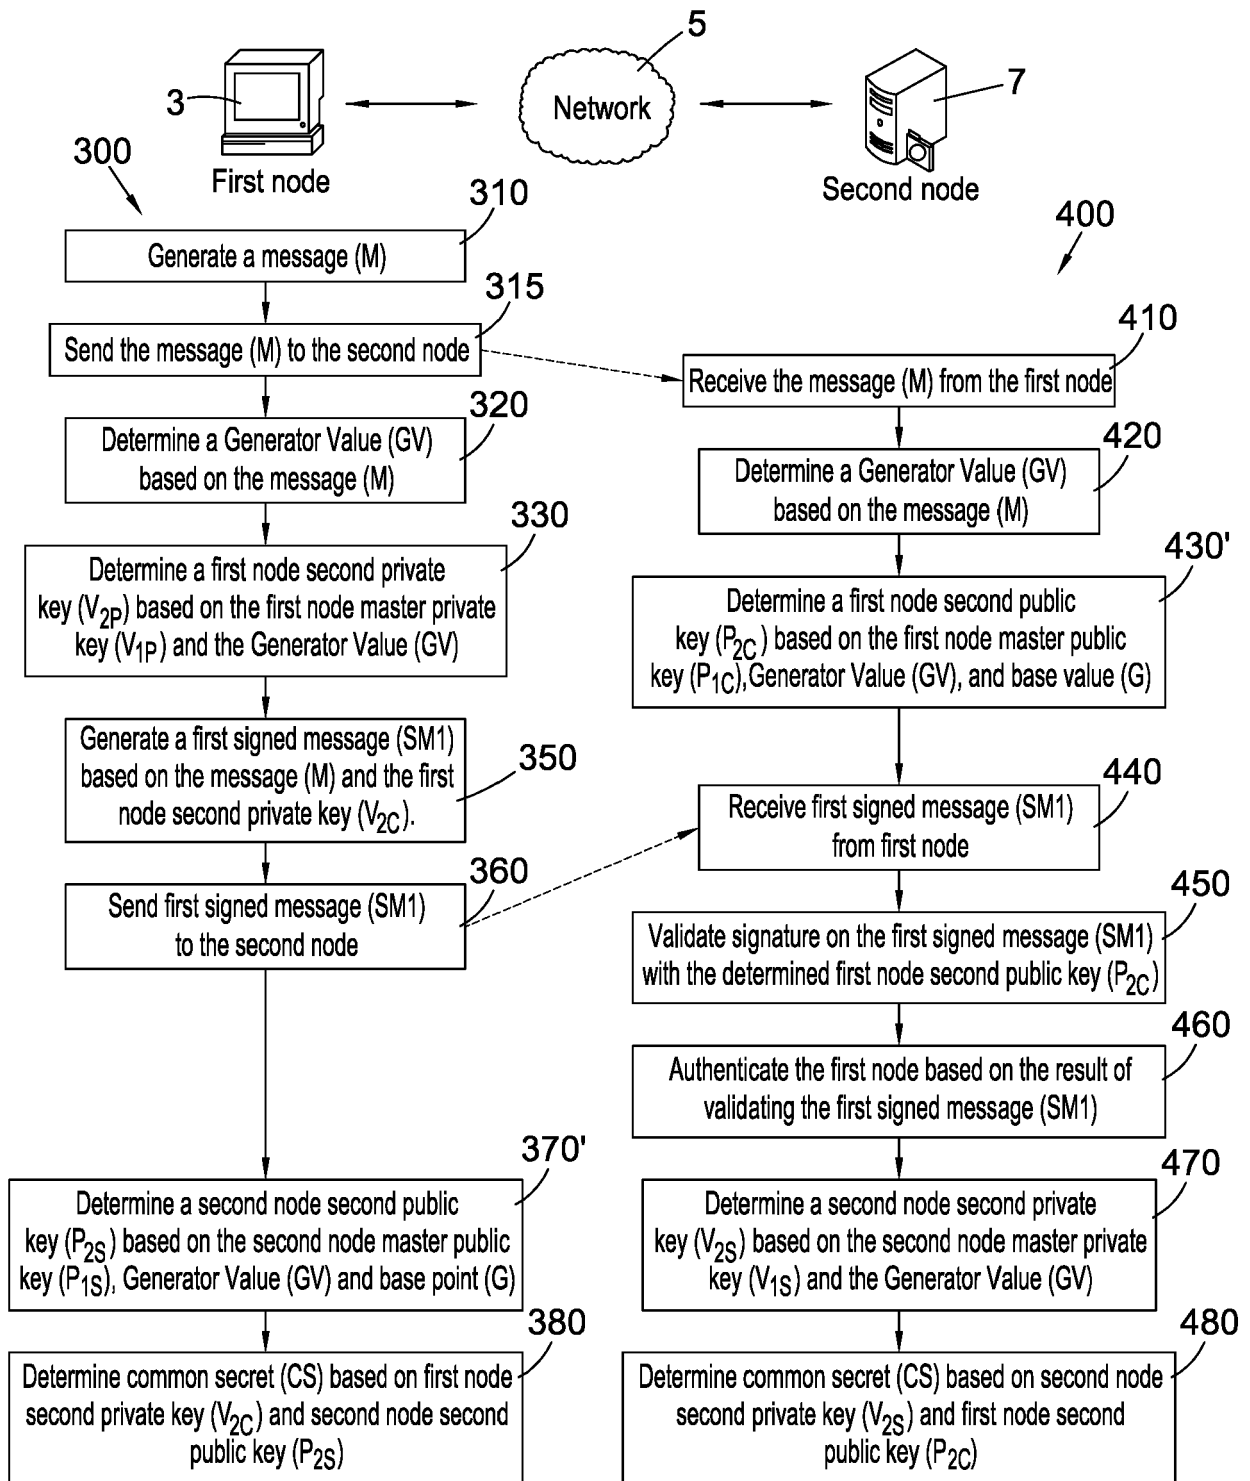 5
3
Network
7
First node
Second node
300
310
400
Generate a message (M)
315
Send the message (M) to the second node
410
Receive the message (M) from the first node
320
Determine a Generator Value (GV)
based on the message (M)
420
Determine a Generator Value (GV)
based on the message (M)
330
Determine a first node second private
key (V2P) based on the first node master private
key (V1P) and the Generator Value (GV)
430'
Determine a first node second public
key (P2C) based on the first node master public
key (P1C),Generator Value (GV), and base value (G)
350
Generate a first signed message (SM1)
based on the message (M) and the first
node second private key (V2C).
440
Receive first signed message (SM1)
from first node
360
Send first signed message (SM1)
to the second node
450
Validate signature on the first signed message (SM1)
with the determined first node second public key (P2C)
460
Authenticate the first node based on the result of
validating the first signed message (SM1)
370'
Determine a second node second public
key (P2S) based on the second node master public
key (P1S), Generator Value (GV) and base point (G)
470
Determine a second node second private
key (V2S) based on the second node master private
key (V1S) and the Generator Value (GV)
380
Determine common secret (CS) based on first node
second private key (V2C) and second node second
public key (P2S)
480
Determine common secret (CS) based on second node
second private key (V2S) and first node second
public key (P2C)